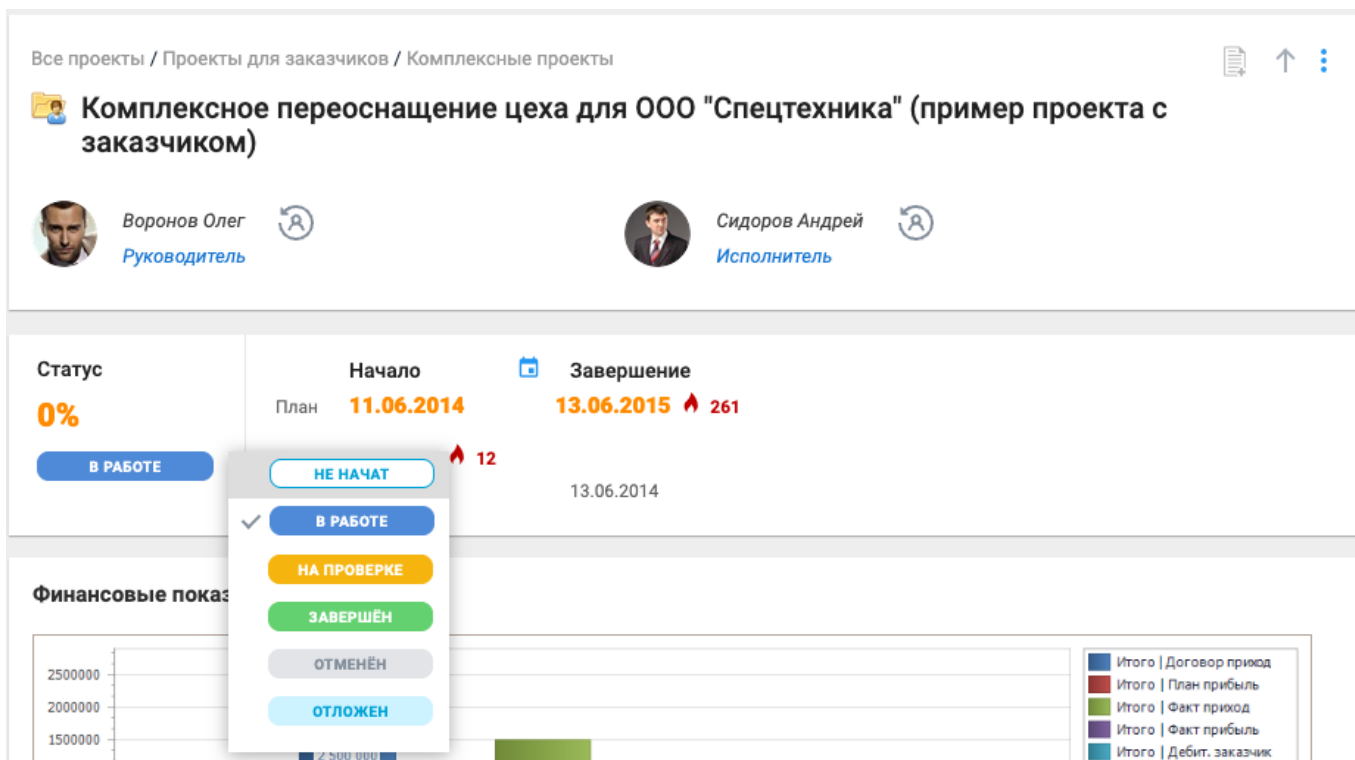 Все проекты / Проекты для заказчиков / Комплексные проекты
Комплексное переоснащение цеха для ООО "Спецтехника" (пример проекта с
заказчиком)
Воронов Олег
Руководитель
Сидоров Андрей
Исполнитель
Статус
0%
В РАБОТЕ
Начало
Завершение
План
11.06.2014
13.06.2015
261
12
13.06.2014
НЕ НАЧАТ
В РАБОТЕ
НА ПРОВЕРКЕ
ЗАВЕРШЁН
ОТМЕНЁН
ОТЛОЖЕН
Финансовые показ
2500000
2000000
1500000
2 500 000
Итого | Договор приход
Итого | План прибыль
Итого | Факт приход
Итого | Факт прибыль
Итого | Дебит. заказчик